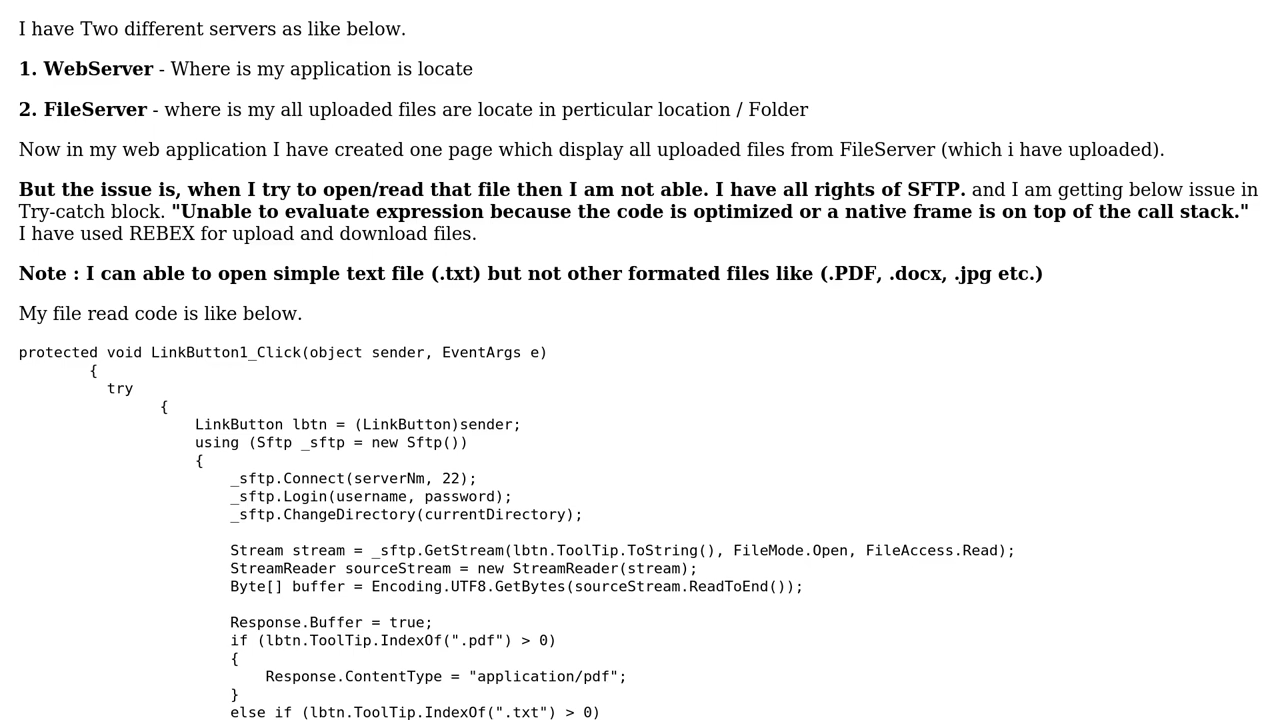 I have Two different servers as like below.
1. WebServer - Where is my application is locate
2. FileServer - where is my all uploaded files are locate in perticular location / Folder
Now in my web application I have created one page which display all uploaded files from FileServer (which i have uploaded).
But the issue is, when I try to open/read that file then I am not able. I have all rights of SFTP. and I am getting below issue in
Try-catch block. "Unable to evaluate expression because the code is optimized or a native frame is on top of the call stack."
I have used REBEX for upload and download files.
Note : I can able to open simple text file (.txt) but not other formated files like (.PDF, .docx, .jpg etc.)
My file read code is like below.
protected void LinkButton1_Click(object sender, EventArgs e)
        {
          try
                {
                    LinkButton lbtn = (LinkButton)sender;
                    using (Sftp _sftp = new Sftp())
                    {
                        _sftp.Connect(serverNm, 22);
                        _sftp.Login(username, password);
                        _sftp.ChangeDirectory(currentDirectory);
                        Stream stream = _sftp.GetStream(lbtn.ToolTip.ToString(), FileMode.Open, FileAccess.Read);
                        StreamReader sourceStream = new StreamReader(stream);
                        Byte[] buffer = Encoding.UTF8.GetBytes(sourceStream.ReadToEnd());
                        Response.Buffer = true;
                        if (lbtn.ToolTip.IndexOf(".pdf") > 0)
                        {
                            Response.ContentType = "application/pdf";
                        }
                        else if (lbtn.ToolTip.IndexOf(".txt") > 0)